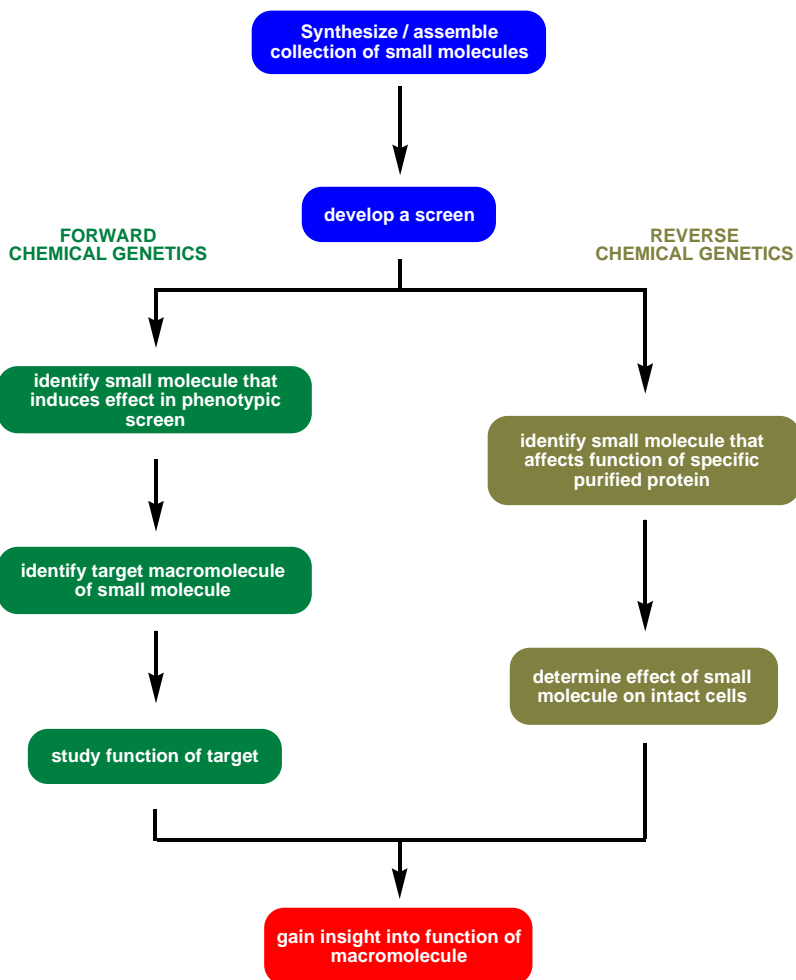 Synthesize / assemble
collection of small molecules
develop a screen
FORWARD
CHEMICAL GENETICS
REVERSE
CHEMICAL GENETICS
identify small molecule that
induces effect in phenotypic
screen
identify small molecule that
affects function of specific
purified protein
identify target macromolecule
of small molecule
determine effect of small
molecule on intact cells
study function of target
gain insight into function of
macromolecule